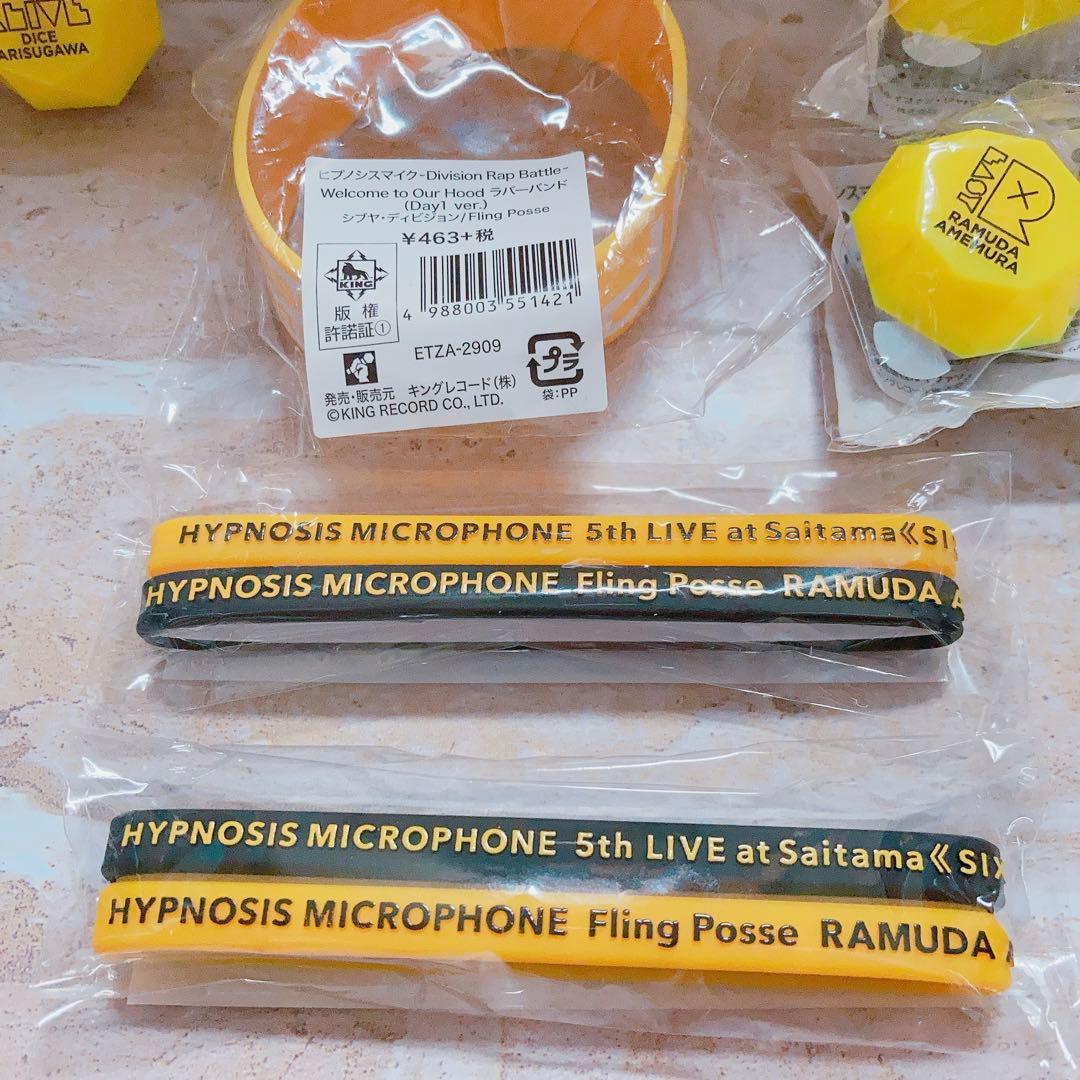 DICE
ARISUGAWA
ヒプノシスマイク-Division Rap Battle-
Welcome to Our Hood ラバーバンド
(Day1 ver.)
シブヤ・ディビジョン/Fling Posse
¥463+税
KING
版権
許諾証①
4 988003 551421
ETZA-2909
プラ
袋:PP
発売・販売元 キングレコード(株)
©KING RECORD CO., LTD.
RAMUDA
AMEMURA
HYPNOSIS MICROPHONE 5th LIVE at Saitama《SIX
HYPNOSIS MICROPHONE Fling Posse RAMUDA A
HYPNOSIS MICROPHONE 5th LIVE at Saitama《SIX
HYPNOSIS MICROPHONE Fling Posse RAMUDA A